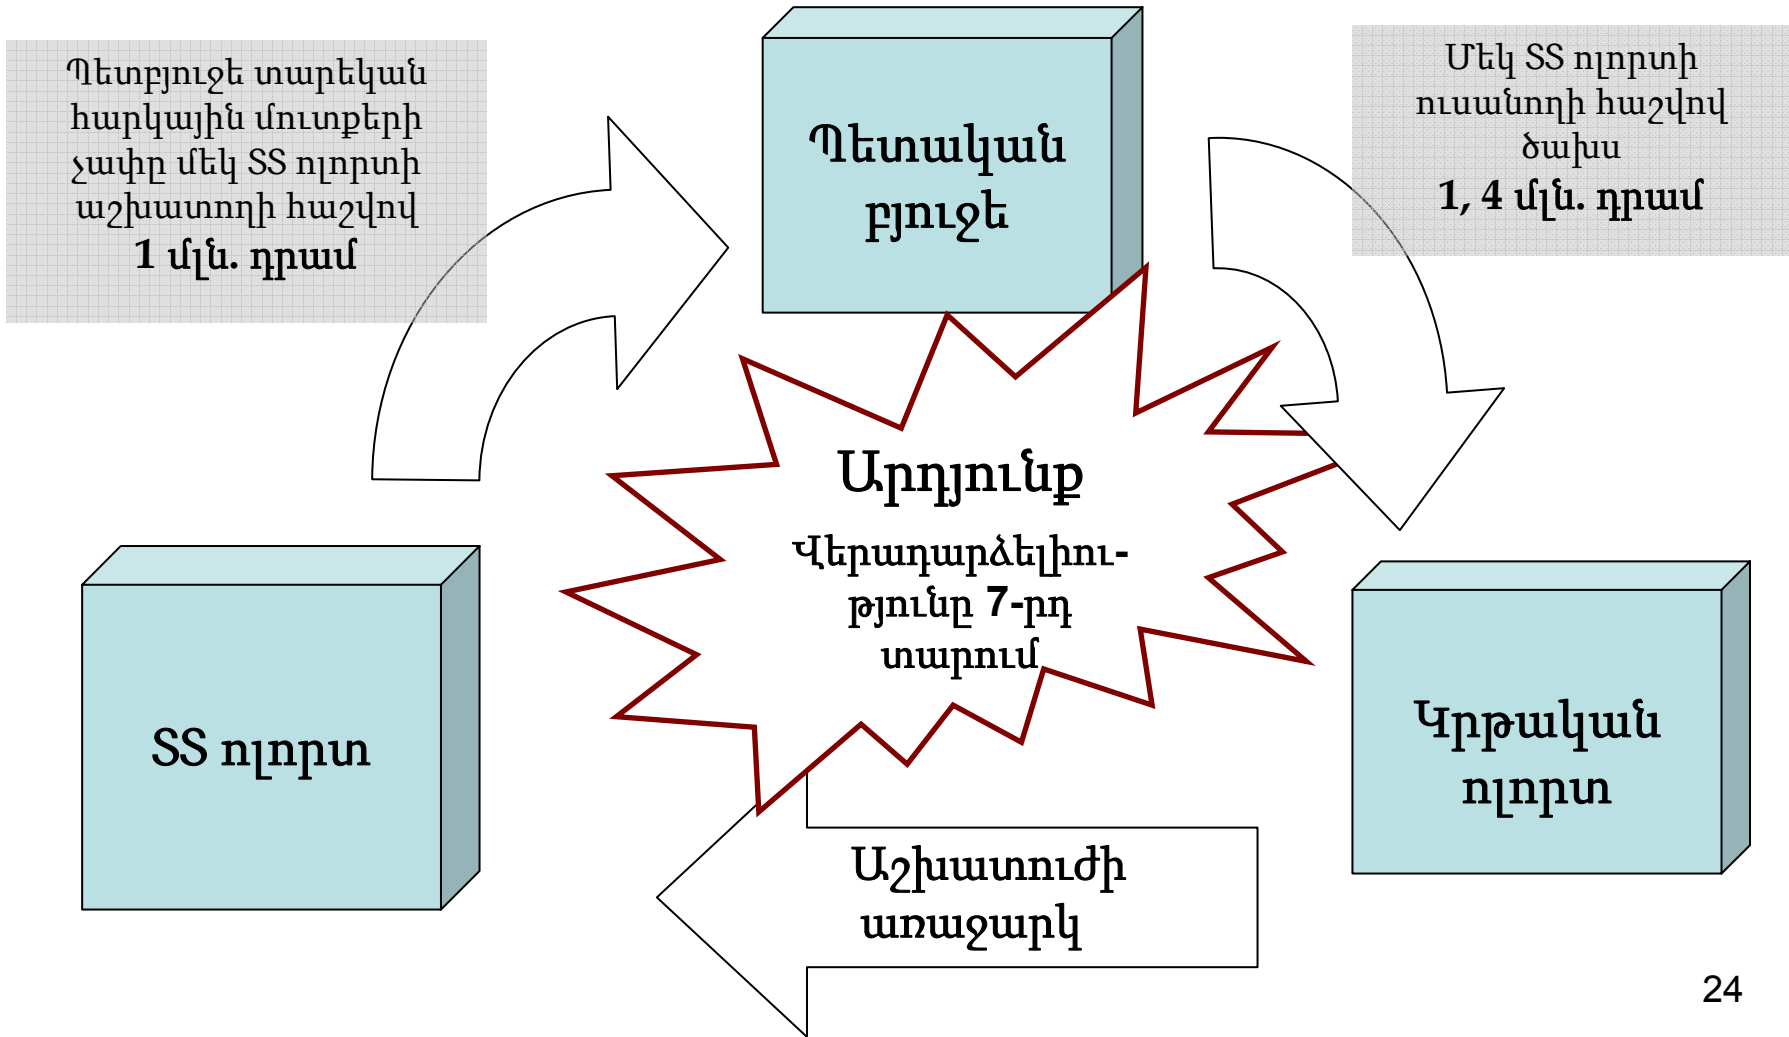 Պետբյուջե տարեկան
հարկային մուտքերի
չափը մեկ ՏՏ ոլորտի
աշխատողի հաշվով
1 մլն. դրամ
Պետական
բյուջե
Մեկ ՏՏ ոլորտի
ուսանողի հաշվով
ծախս
1, 4 մլն. դրամ
Արդյունք
Վերադարձելիու-
թյունը 7-րդ
տարում
ՏՏ ոլորտ
Կրթական
ոլորտ
Աշխատուժի
առաջարկ
24